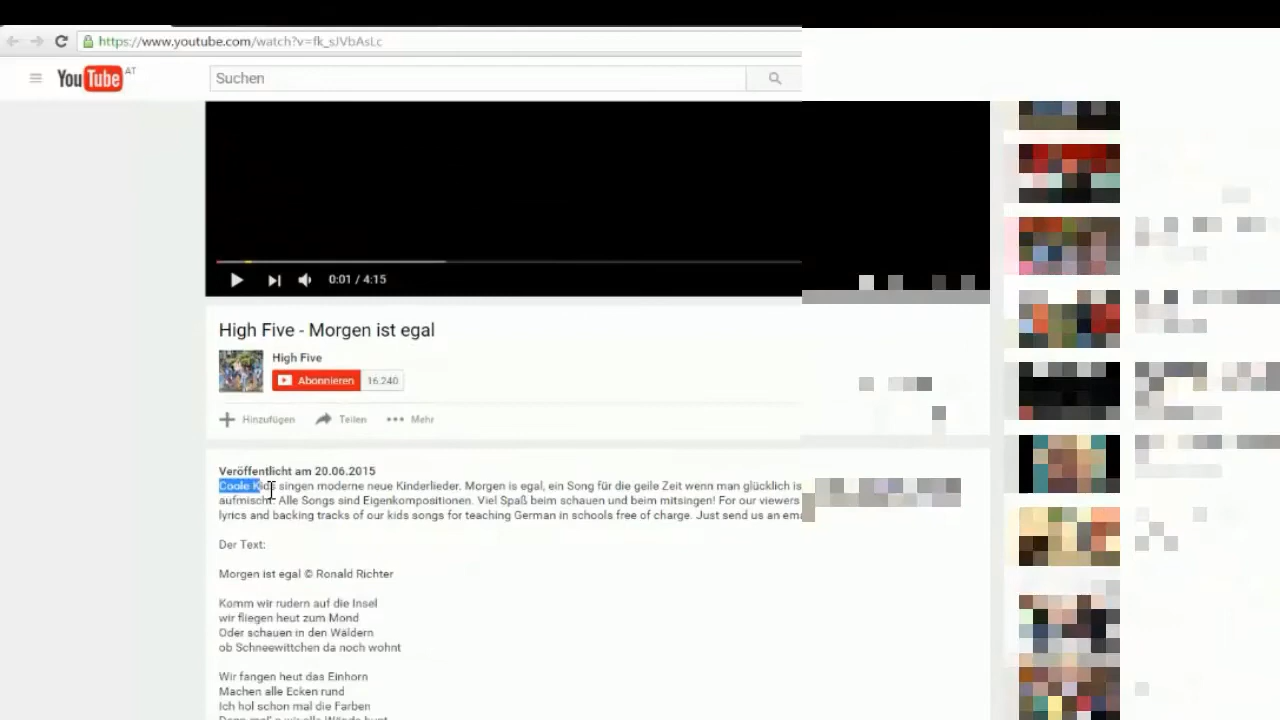 https://www.youtube.com/watch?v=fk_sJVbAsLc
YouTube AT
Suchen
0:01 / 4:15
High Five - Morgen ist egal
High Five
Abonnieren 16.240
Hinzufügen Teilen Mehr
Veröffentlicht am 20.06.2015
Coole Kids singen moderne neue Kinderlieder. Morgen is egal, ein Song für die geile Zeit wenn man glücklich is
aufmischt. Alle Songs sind Eigenkompositionen. Viel Spaß beim schauen und beim mitsingen! For our viewers
lyrics and backing tracks of our kids songs for teaching German in schools free of charge. Just send us an
Der Text:
Morgen ist egal © Ronald Richter
Komm wir rudern auf die Insel
wir fliegen heut zum Mond
Oder schauen in den Wäldern
ob Schneewittchen da noch wohnt
Wir fangen heut das Einhorn
Machen alle Ecken rund
Ich hol schon mal die Farben